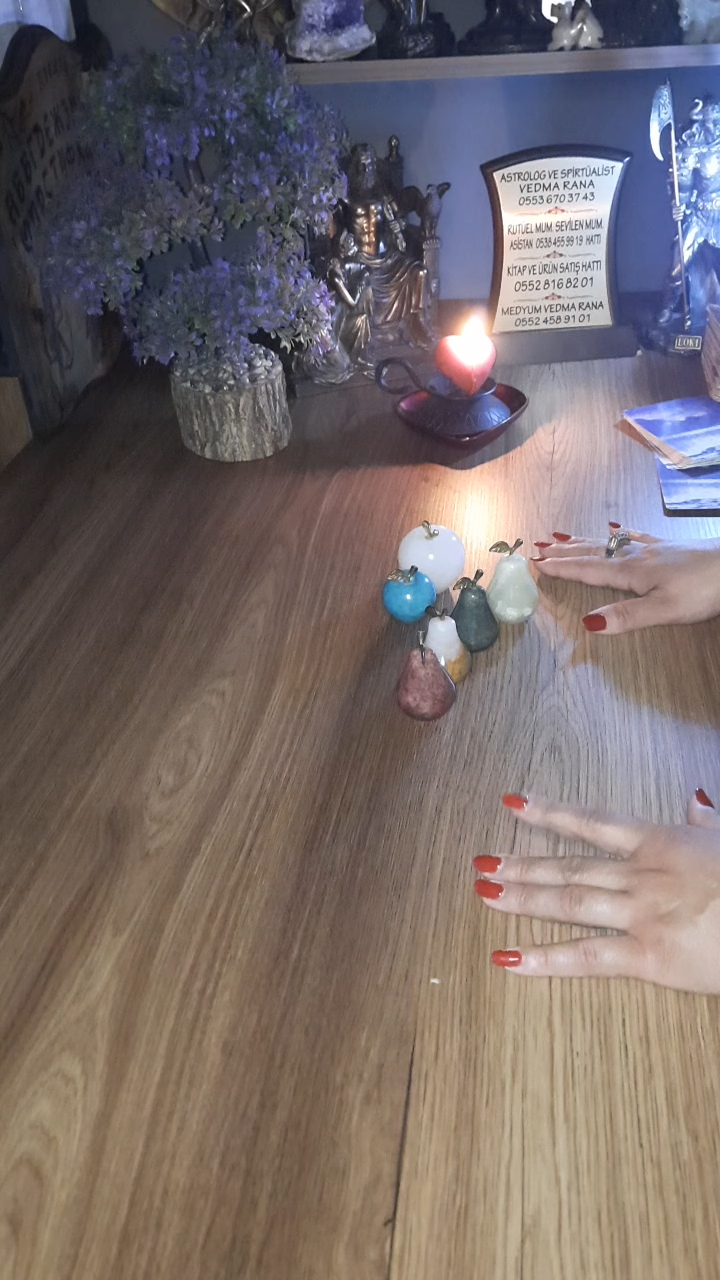 ASTROLOG VE SPİRTÜALİST
VEDMA RANA
0553 670 37 43
RUTUEL MUM. SEVİLEN MUM.
ASİSTAN 0538 455 99 19 HATTI
KİTAP VE ÜRÜN SATIŞ HATTI
0552 816 82 01
MEDYUM VEDMA RANA
0552 458 91 01
LOKI